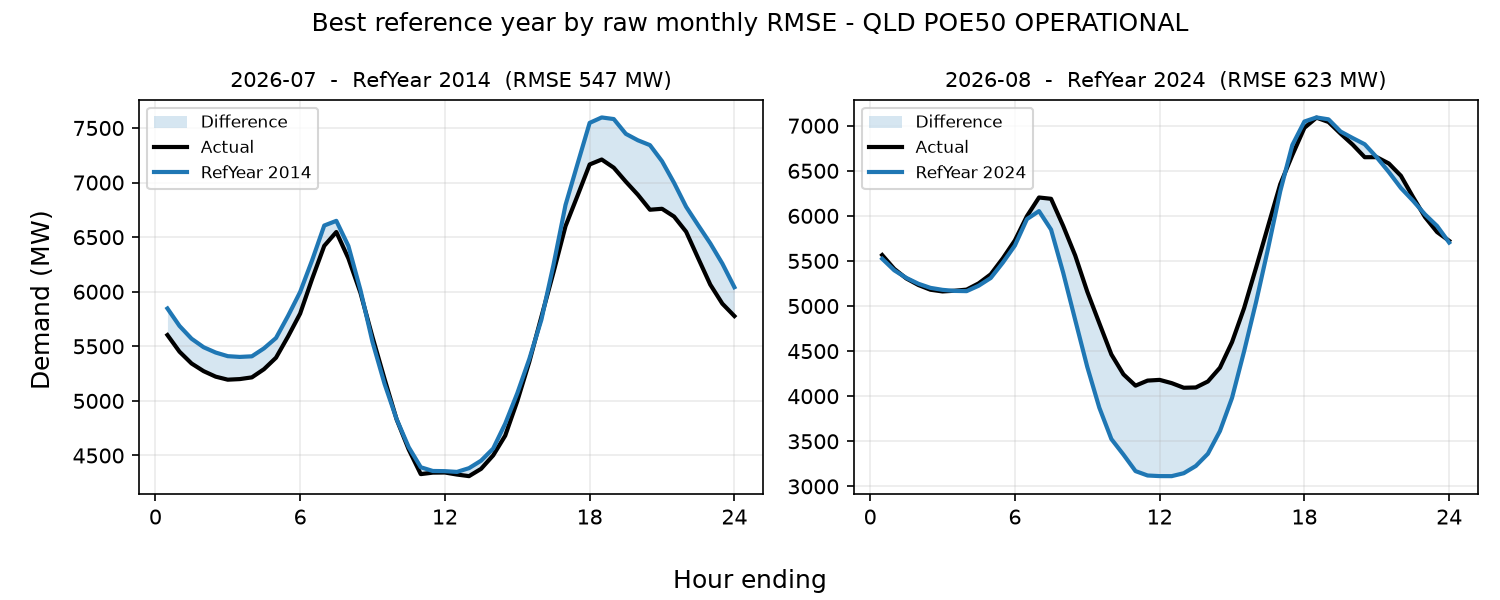 Best reference year by raw monthly RMSE - QLD POE50 OPERATIONAL
2026-07 - RefYear 2014 (RMSE 547 MW)
Difference
Actual
RefYear 2014
7500
7000
6500
6000
5500
5000
4500
0 6 12 18 24
2026-08 - RefYear 2024 (RMSE 623 MW)
Difference
Actual
RefYear 2024
7000
6500
6000
5500
5000
4500
4000
3500
3000
0 6 12 18 24
Demand (MW)
Hour ending